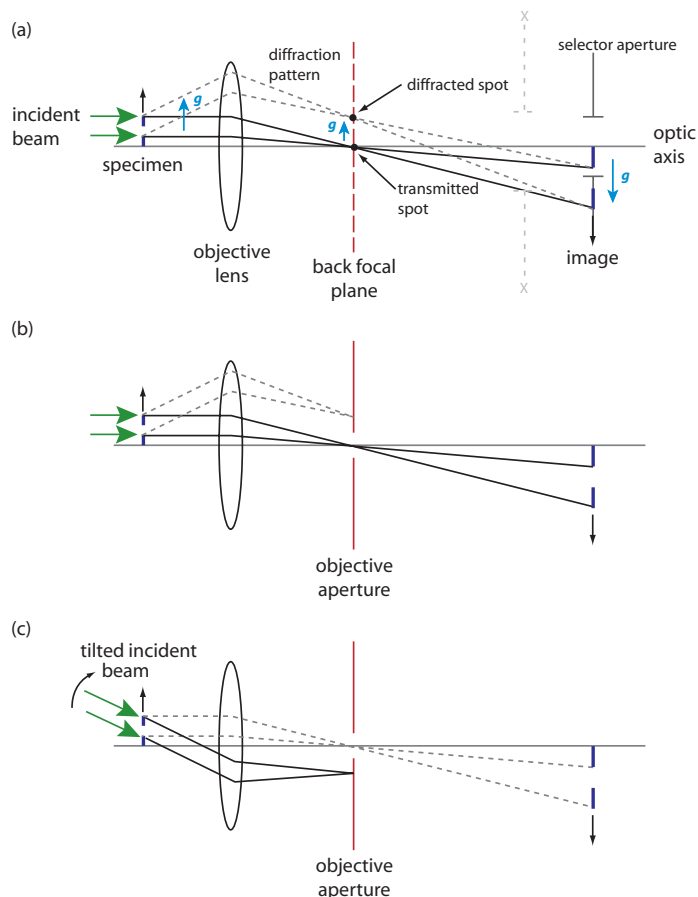 (a)
diffraction
pattern
X
selector aperture
diffracted spot
g
g
incident
beam
optic
axis
specimen
transmitted
spot
g
objective
lens
back focal
plane
X
image
(b)
objective
aperture
(c)
tilted incident
beam
objective
aperture